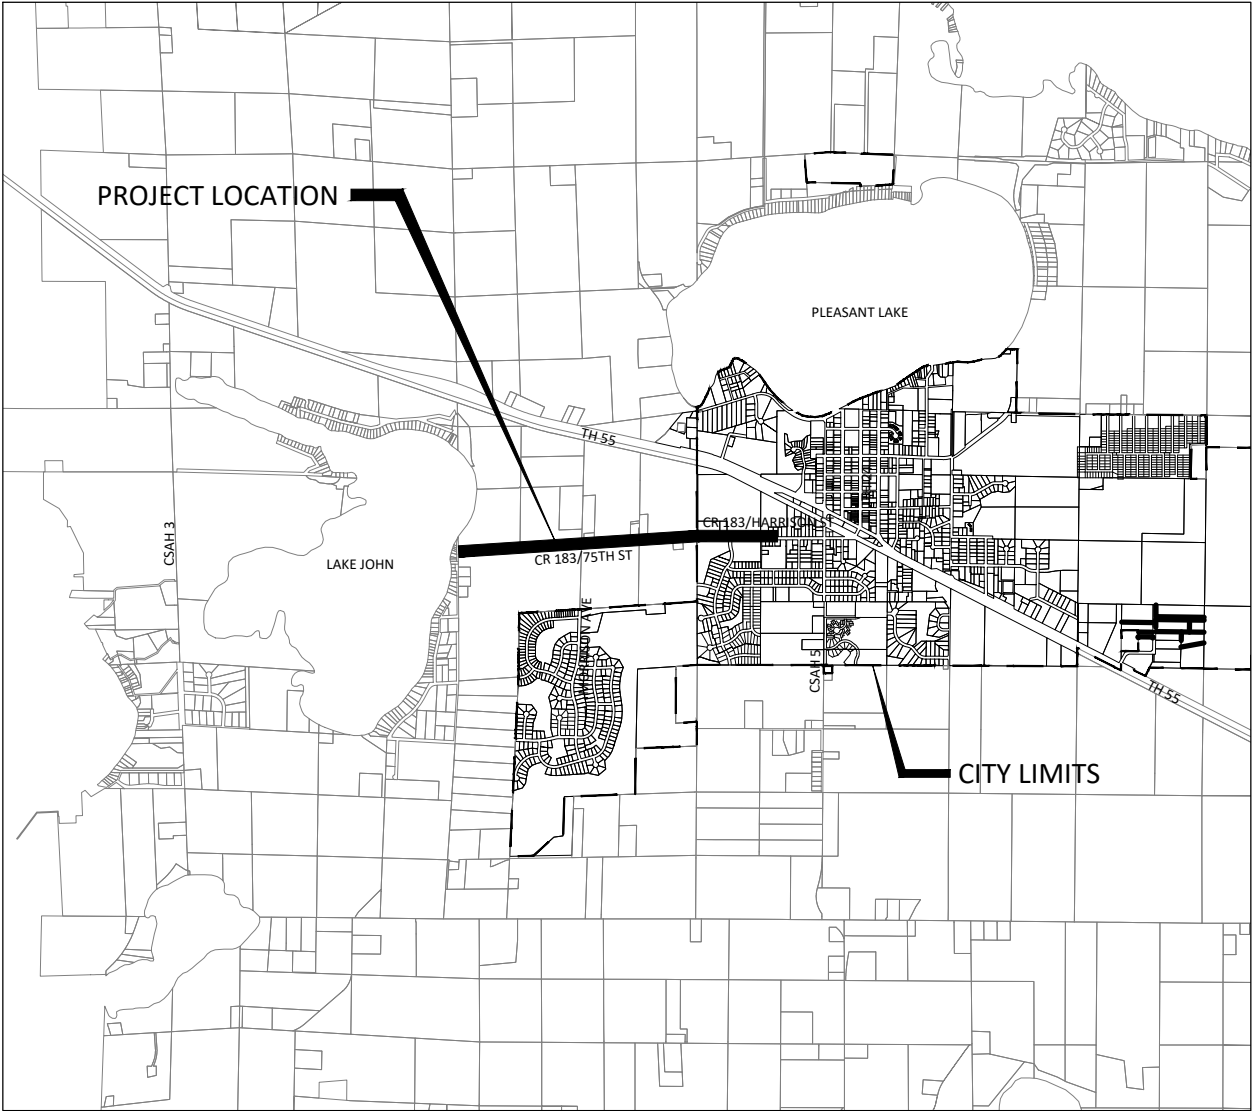 PROJECT LOCATION
PLEASANT LAKE
TH 55
CR 183/HARRISON ST
CSAH 3
LAKE JOHN
CR 183/75TH ST
CSAH 5
TH 55
CITY LIMITS
AVE